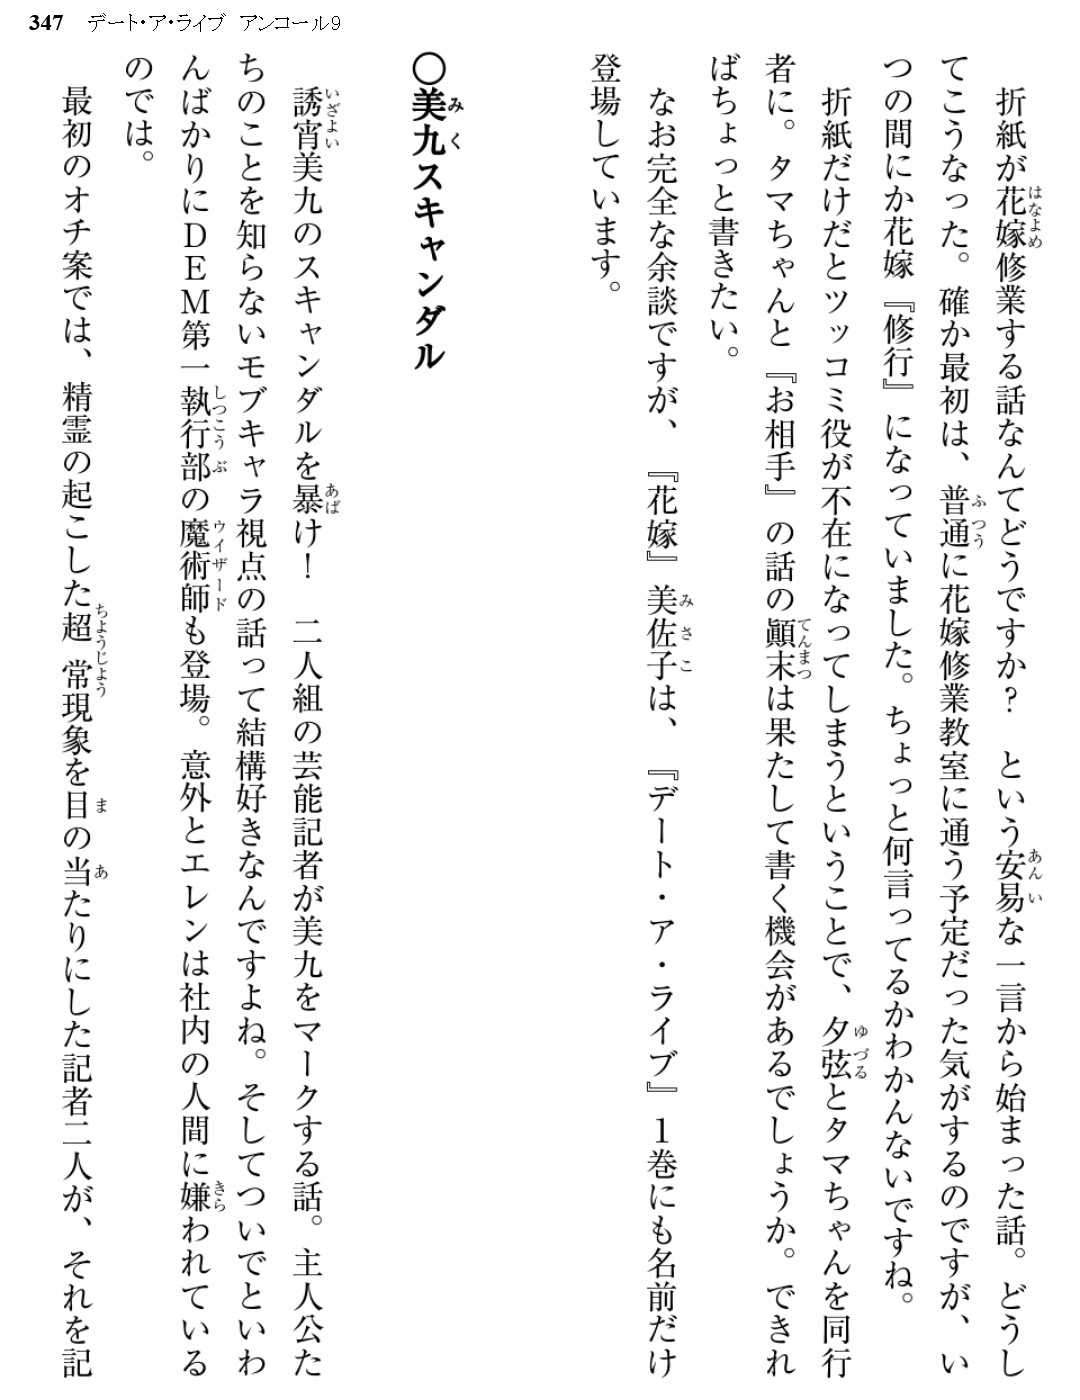 347 デート・ア・ライブ アンコール9
折紙が花嫁修業する話なんてどうですか？　という安易な一言から始まった話。どうし
てこうなった。確か最初は、普通に花嫁修業教室に通う予定だった気がするのですが、い
つの間にか花嫁『修行』になっていました。ちょっと何言ってるかわかんないですね。
折紙だけだとツッコミ役が不在になってしまうということで、夕弦とタマちゃんを同行
者に。タマちゃんと『お相手』の話の顚末は果たして書く機会があるでしょうか。できれ
ばちょっと書きたい。
なお完全な余談ですが、『花嫁』美佐子は、『デート・ア・ライブ』1巻にも名前だけ
登場しています。
〇美九スキャンダル
誘宵美九のスキャンダルを暴け！　二人組の芸能記者が美九をマークする話。主人公た
ちのことを知らないモブキャラ視点の話って結構好きなんですよね。そしてついでといわ
んばかりにDEM第一執行部の魔術師も登場。意外とエレンは社内の人間に嫌われている
のでは。
最初のオチ案では、精霊の起こした超常現象を目の当たりにした記者二人が、それを記